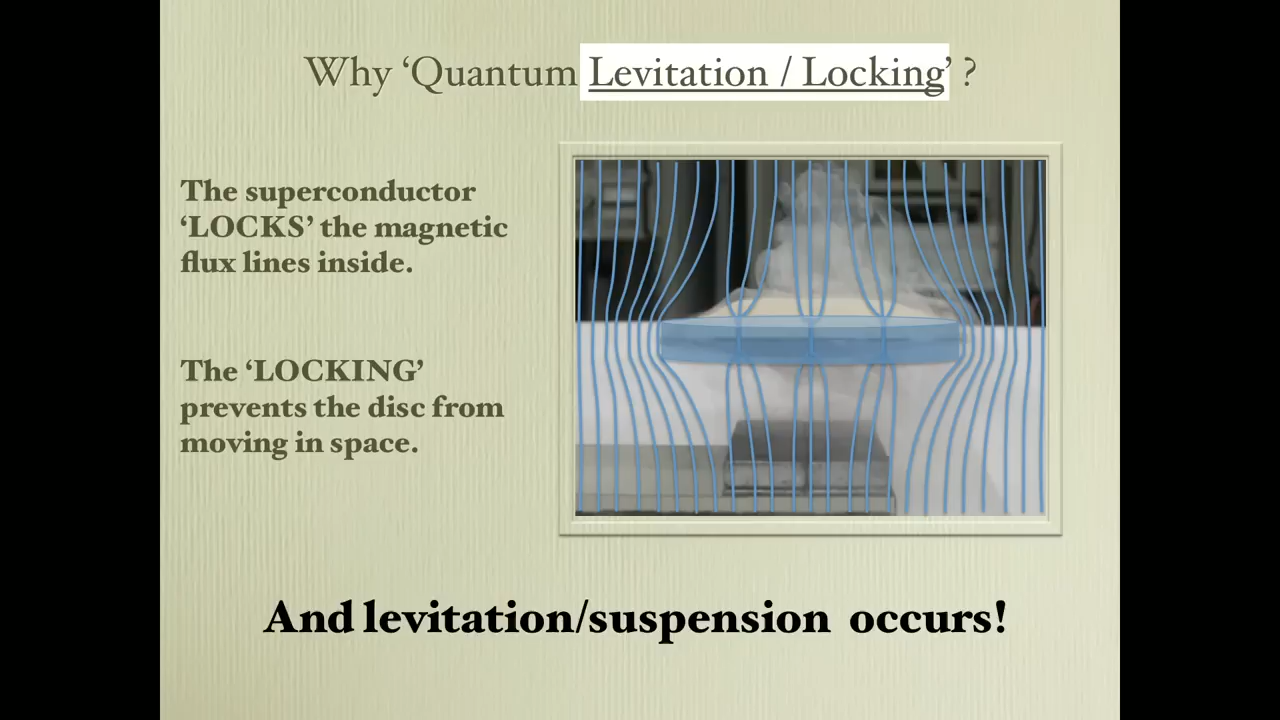 Why ‘Quantum Levitation / Locking’ ?
The superconductor
‘LOCKS’ the magnetic
flux lines inside.
The ‘LOCKING’
prevents the disc from
moving in space.
And levitation/suspension occurs!